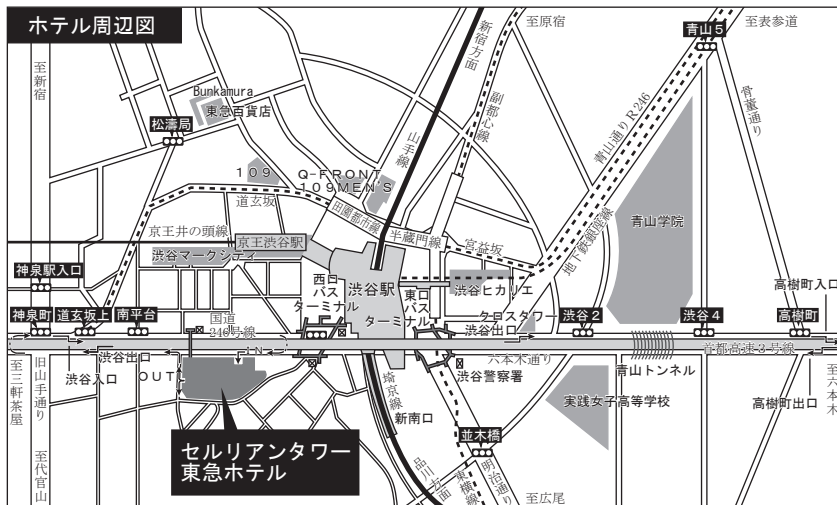 ホテル周辺図
至新宿
新宿方面
至原宿
青山5
至表参道
Bunkamura
東急百貨店
松濤局
山手線
副都心線
青山通りR246
骨董通り
109
Q-FRONT
109MEN'S
道玄坂
田園都市線
半蔵門線
宮益坂
地下鉄銀座線
青山学院
京王井の頭線
京王渋谷駅
渋谷マークシティ
神泉駅入口
西口
バス
ターミナル
渋谷駅
東口
バス
ターミナル
渋谷ヒカリエ
クロスタワー
高樹町入口
神泉町
道玄坂上
南平台
国道
246号線
渋谷出口
渋谷2
渋谷4
高樹町
渋谷出口
IN
六本木通り
首都高速3号線
至三軒茶屋
旧山手通り
渋谷入口
OUT
埼京線
新南口
渋谷警察署
青山トンネル
高樹町出口
至六本木
セルリアンタワー
東急ホテル
実践女子高等学校
並木橋
至代官山
品川方面
東横線
明治通り
至広尾